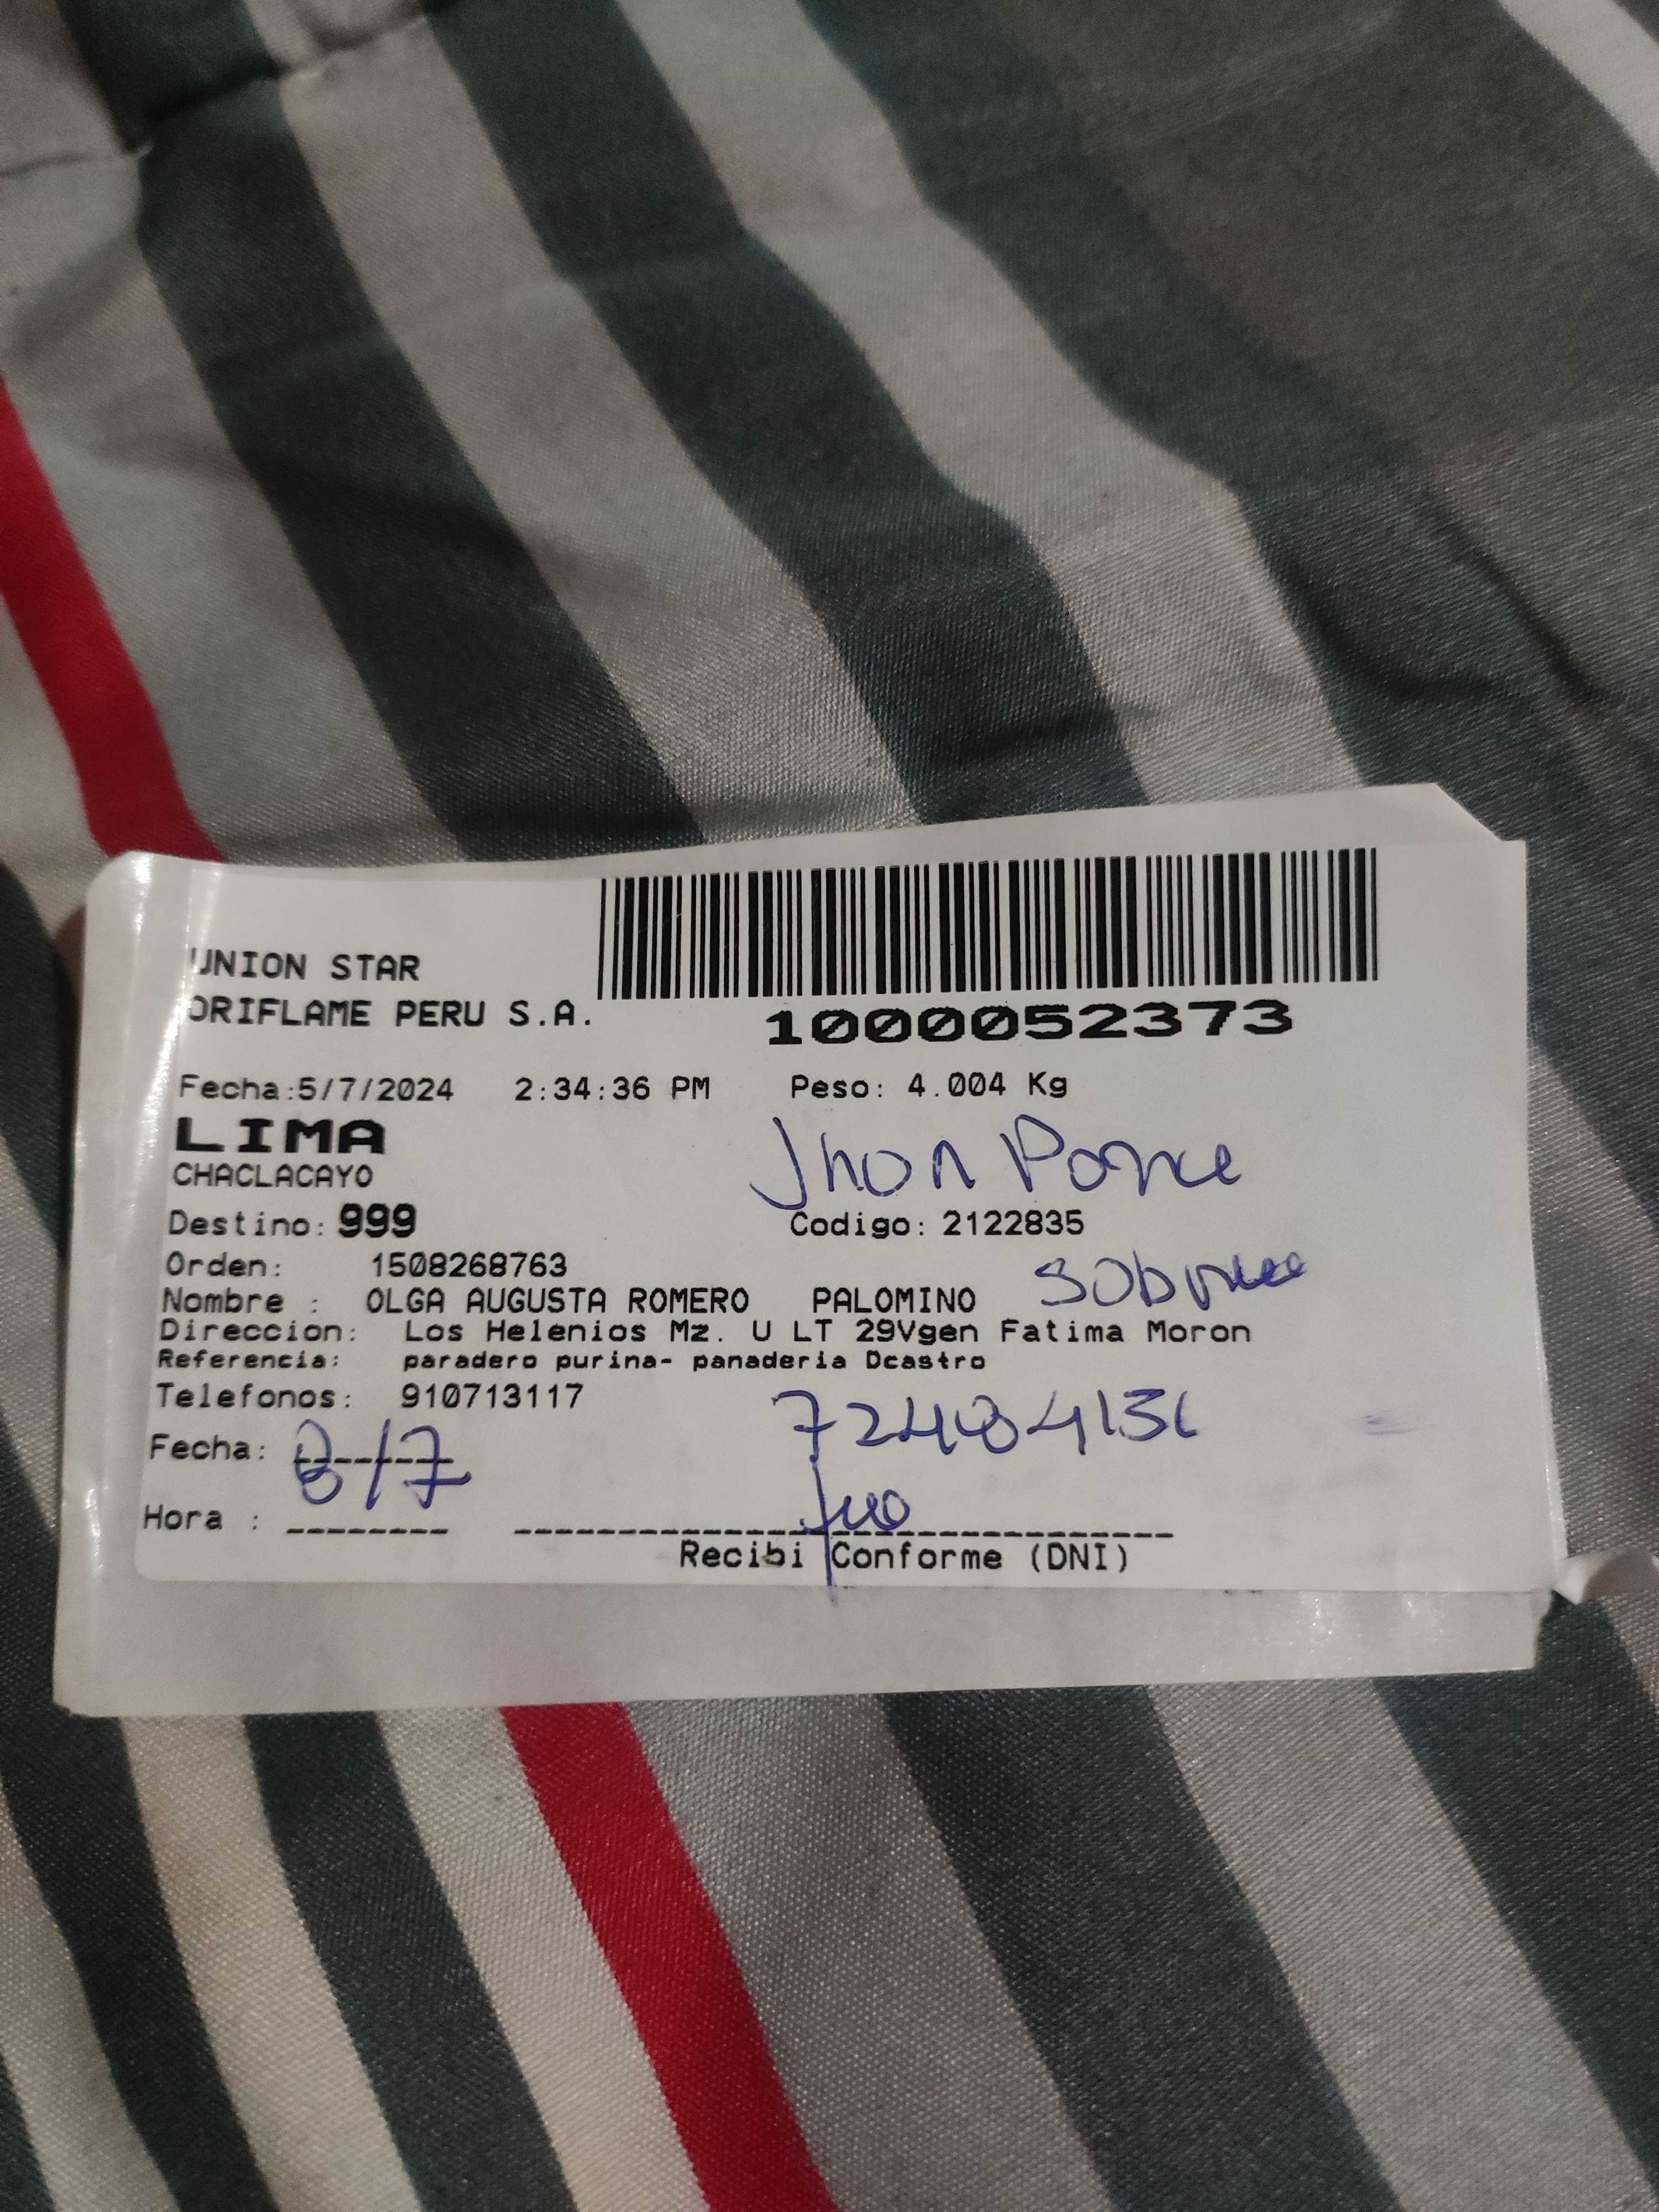 UNION STAR
ORIFLAME PERU S.A.
1000052373
Fecha:5/7/2024 2:34:36 PM Peso: 4.004 Kg
LIMA
Jhon Ponce
CHACLACAYO
Destino: 999 Codigo: 2122835
Orden: 1508268763
Nombre : OLGA AUGUSTA ROMERO PALOMINO
Direccion: Los Helenios Mz. U LT 29Vgen Fatima Moron
Referencia: paradero purina- panaderia Dcastro
Telefonos: 910713117
Fecha: 8/7
Hora :
Recibi Conforme (DNI)